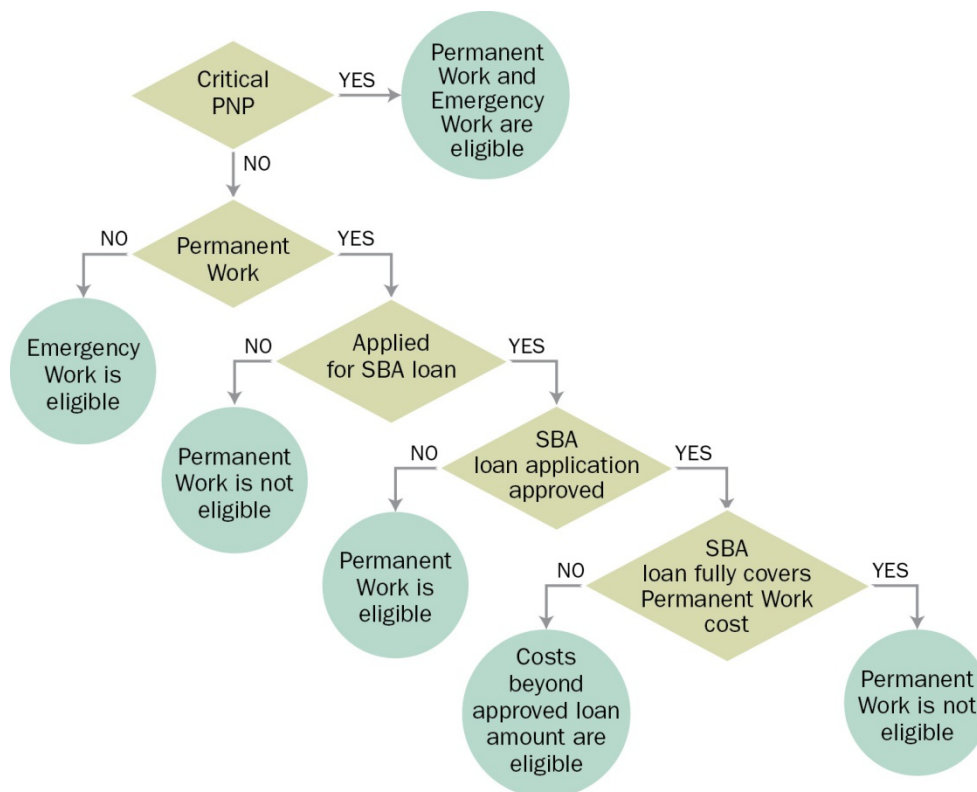 Critical
PNP
YES
Permanent
Work and
Emergency
Work are
eligible
NO
NO
Permanent
Work
YES
Emergency
Work is
eligible
NO
Applied
for SBA loan
YES
Permanent
Work is not
eligible
NO
SBA
loan application
approved
YES
Permanent
Work is
eligible
NO
SBA
loan fully covers
Permanent Work
cost
YES
Costs
beyond
approved loan
amount are
eligible
Permanent
Work is not
eligible